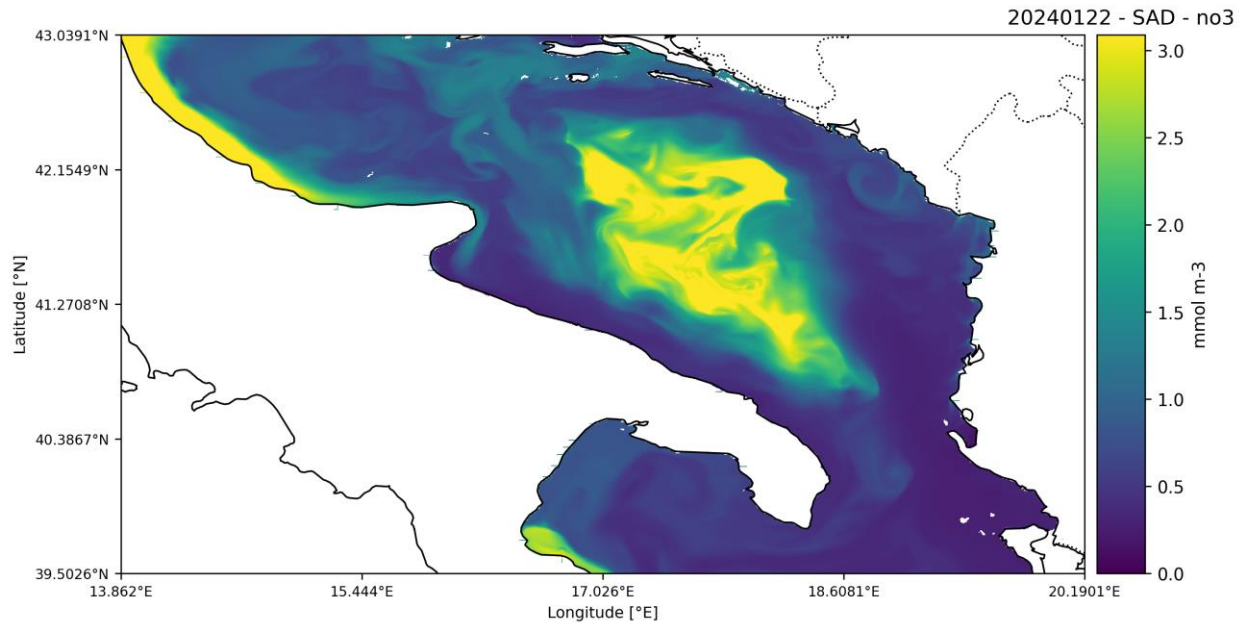 20240122 - SAD - no3
43.0391°N
42.1549°N
41.2708°N
40.3867°N
39.5026°N
Latitude [°N]
13.862°E
15.444°E
17.026°E
18.6081°E
20.1901°E
Longitude [°E]
3.0
2.5
2.0
1.5
1.0
0.5
0.0
mmol m-3